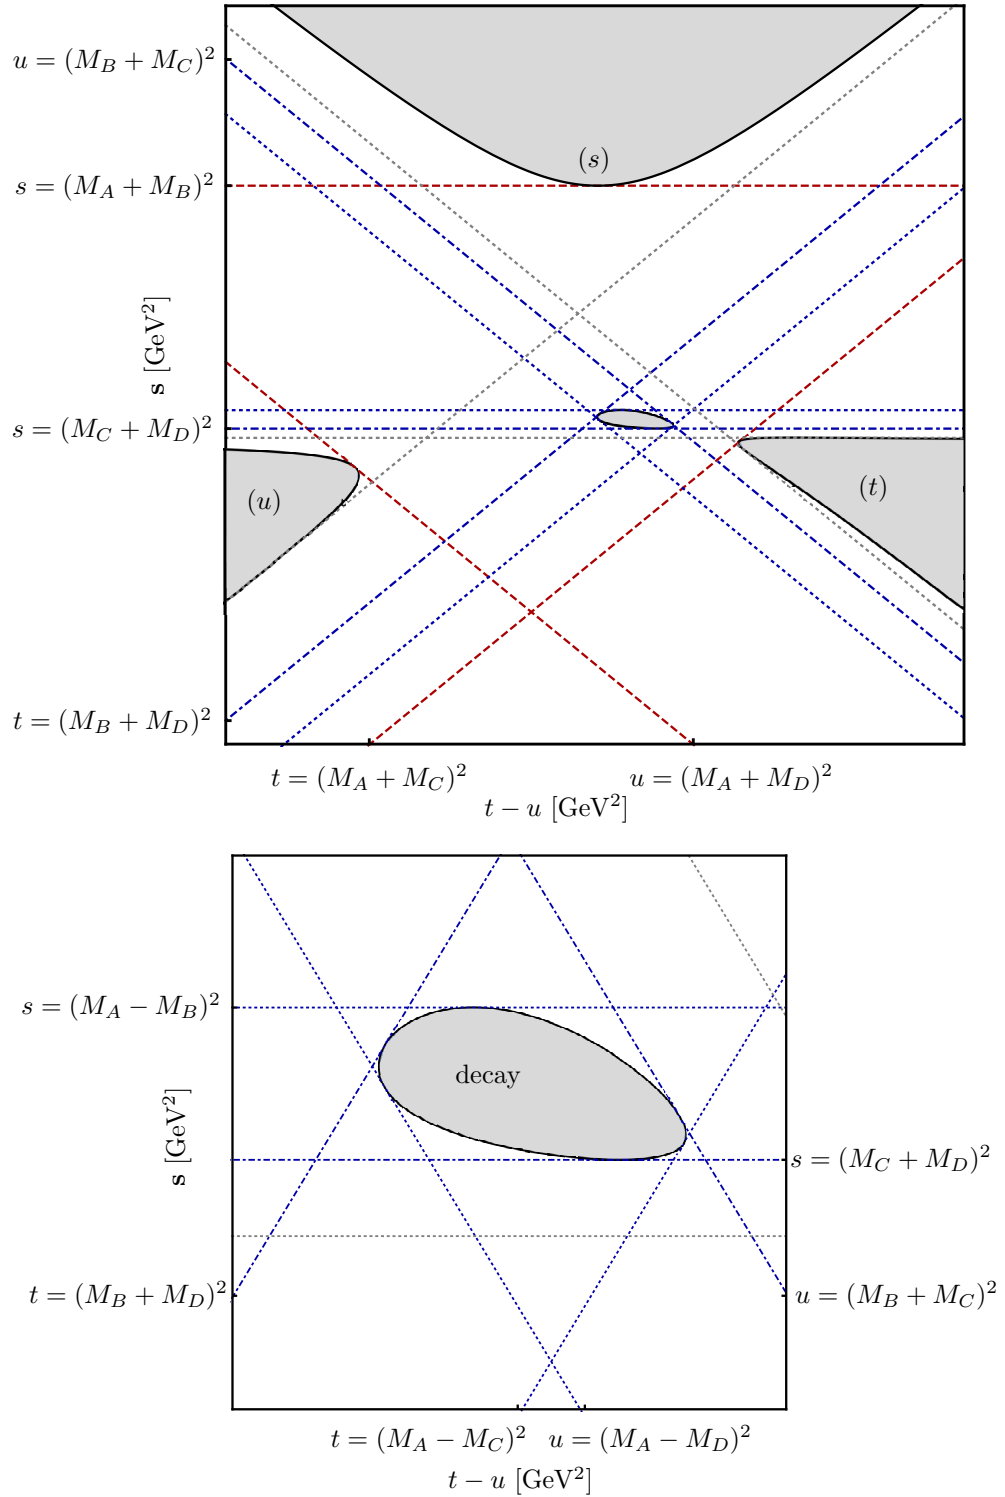 u = (M_B + M_C)^2
(s)
s = (M_A + M_B)^2
s [GeV^2]
s = (M_C + M_D)^2
(u)
(t)
t = (M_B + M_D)^2
t = (M_A + M_C)^2
u = (M_A + M_D)^2
t − u [GeV^2]
s = (M_A − M_B)^2
decay
s [GeV^2]
s = (M_C + M_D)^2
t = (M_B + M_D)^2
u = (M_B + M_C)^2
t = (M_A − M_C)^2
u = (M_A − M_D)^2
t − u [GeV^2]